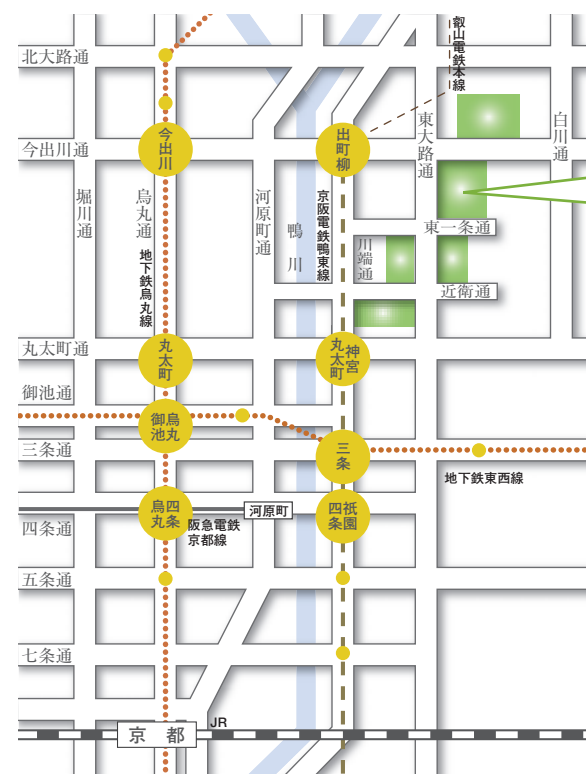 叡山電鉄本線
北大路通
今出川通
今出川
出町柳
東大路通
白川通
堀川通
烏丸通
地下鉄烏丸線
河原町通
鴨川
京阪電鉄鴨東線
川端通
東一条通
近衛通
丸太町通
丸太町
神宮
丸太町
御池通
烏丸
御池
三条通
三条
地下鉄東西線
四条
烏丸
河原町
祇園
四条
四条通
阪急電鉄
京都線
五条通
七条通
JR
京都